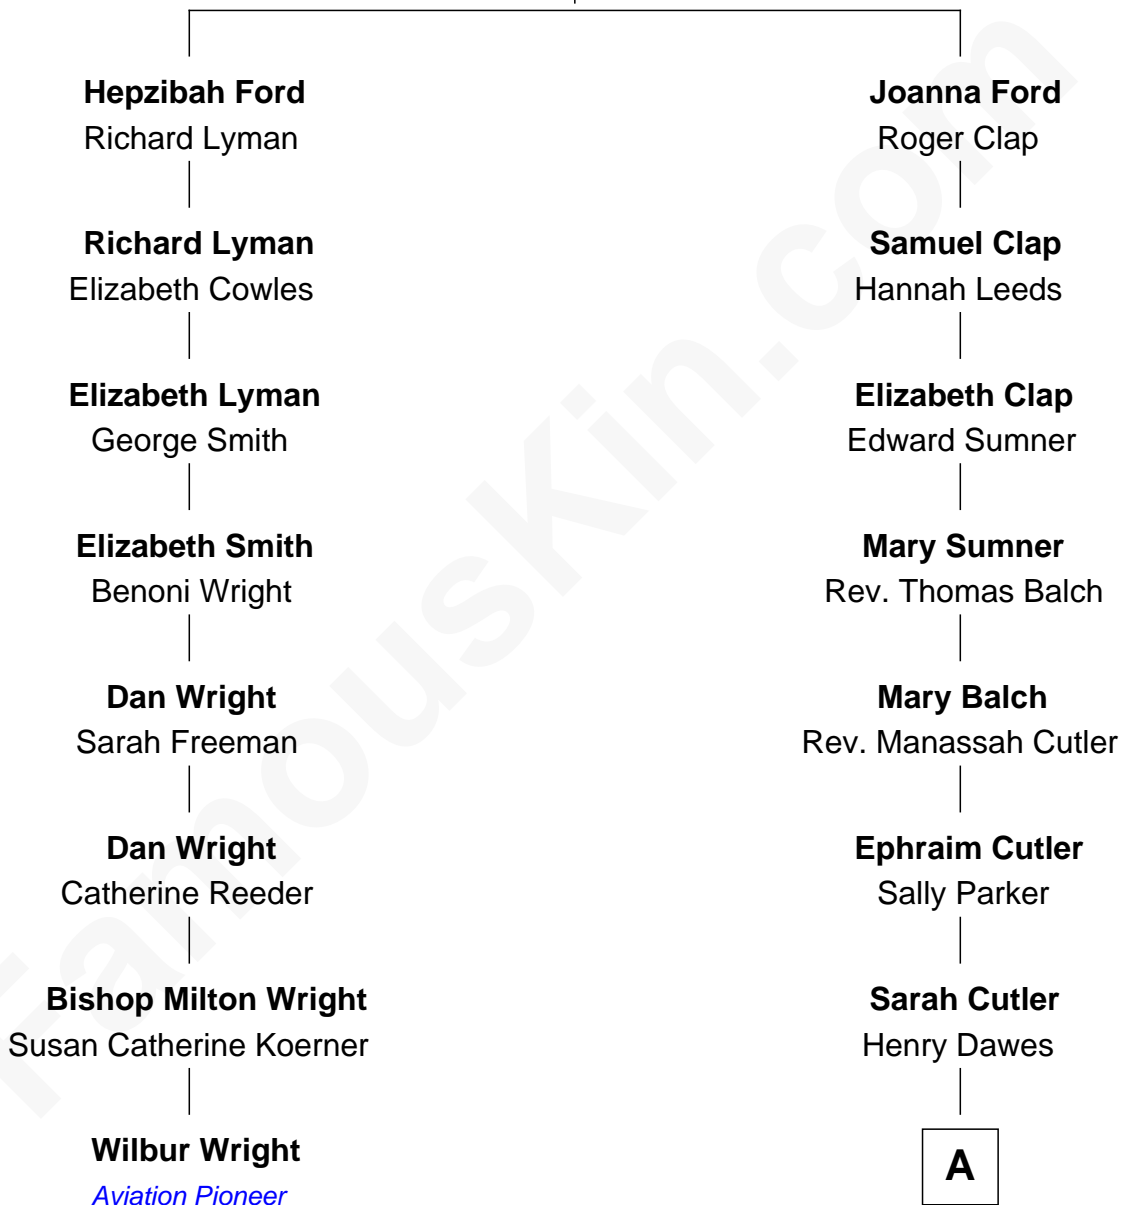 Hepzibah Ford
Richard Lyman
Richard Lyman
Elizabeth Cowles
Elizabeth Lyman
George Smith
Elizabeth Smith
Benoni Wright
Dan Wright
Sarah Freeman
Dan Wright
Catherine Reeder
Bishop Milton Wright
Susan Catherine Koerner
Wilbur Wright
Aviation Pioneer
Joanna Ford
Roger Clap
Samuel Clap
Hannah Leeds
Elizabeth Clap
Edward Sumner
Mary Sumner
Rev. Thomas Balch
Mary Balch
Rev. Manassah Cutler
Ephraim Cutler
Sally Parker
Sarah Cutler
Henry Dawes
A
FamousKin.com